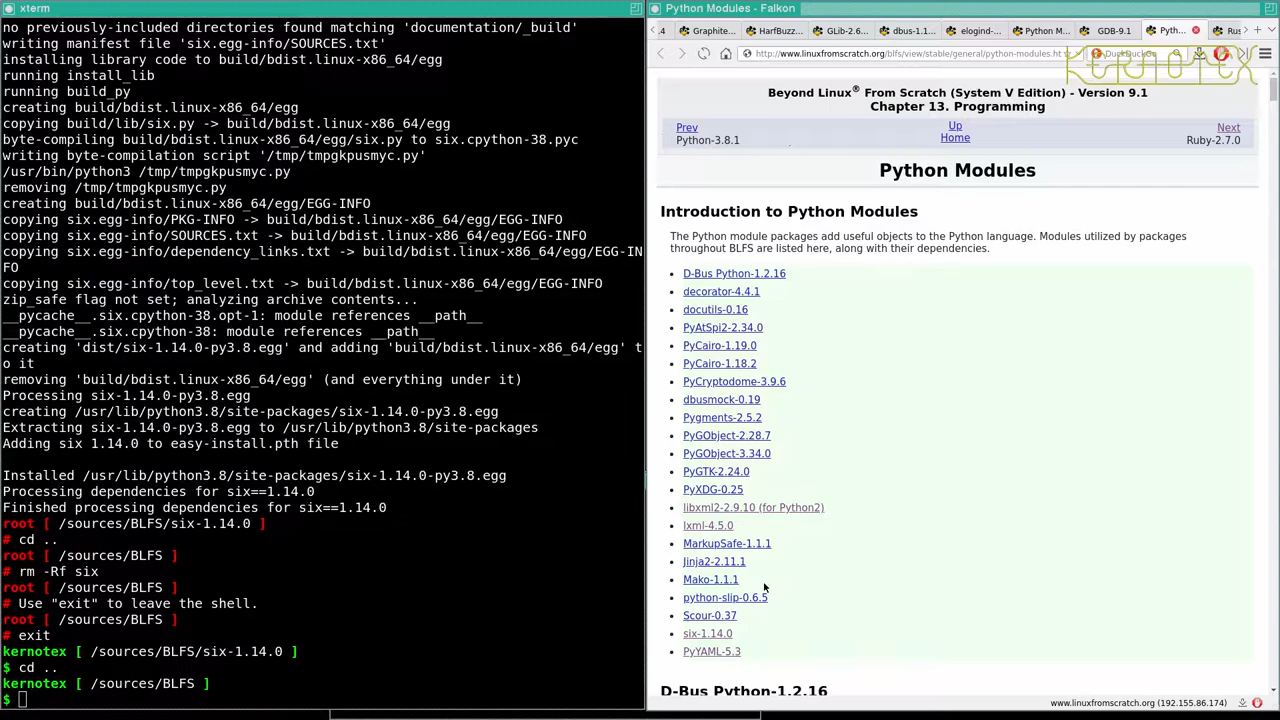 xterm
no previously-included directories found matching 'documentation/_build'
writing manifest file 'six.egg-info/SOURCES.txt'
installing library code to build/bdist.linux-x86_64/egg
running install_lib
running build_py
creating build/bdist.linux-x86_64/egg
copying build/lib/six.py -> build/bdist.linux-x86_64/egg
byte-compiling build/bdist.linux-x86_64/egg/six.py to six.cpython-38.pyc
writing byte-compilation script '/tmp/tmpgkpusmyc.py'
/usr/bin/python3 /tmp/tmpgkpusmyc.py
removing /tmp/tmpgkpusmyc.py
creating build/bdist.linux-x86_64/egg/EGG-INFO
copying six.egg-info/PKG-INFO -> build/bdist.linux-x86_64/egg/EGG-INFO
copying six.egg-info/SOURCES.txt -> build/bdist.linux-x86_64/egg/EGG-INFO
copying six.egg-info/dependency_links.txt -> build/bdist.linux-x86_64/egg/EGG-IN
FO
copying six.egg-info/top_level.txt -> build/bdist.linux-x86_64/egg/EGG-INFO
zip_safe flag not set; analyzing archive contents...
__pycache__.six.cpython-38.opt-1: module references __path__
__pycache__.six.cpython-38: module references __path__
creating 'dist/six-1.14.0-py3.8.egg' and adding 'build/bdist.linux-x86_64/egg' t
o it
removing 'build/bdist.linux-x86_64/egg' (and everything under it)
Processing six-1.14.0-py3.8.egg
creating /usr/lib/python3.8/site-packages/six-1.14.0-py3.8.egg
Extracting six-1.14.0-py3.8.egg to /usr/lib/python3.8/site-packages
Adding six 1.14.0 to easy-install.pth file
Installed /usr/lib/python3.8/site-packages/six-1.14.0-py3.8.egg
Processing dependencies for six==1.14.0
Finished processing dependencies for six==1.14.0
root [ /sources/BLFS/six-1.14.0 ]
# cd ..
root [ /sources/BLFS ]
# rm -Rf six
root [ /sources/BLFS ]
# Use "exit" to leave the shell.
root [ /sources/BLFS ]
# exit
kernotex [ /sources/BLFS/six-1.14.0 ]
$ cd ..
kernotex [ /sources/BLFS ]
$
Python Modules - Falkon
.4 Graphite... HarfBuzz... GLib-2.6... dbus-1.1... elogind-... Python M... GDB-9.1 Pyth... Rus
http://www.linuxfromscratch.org/blfs/view/stable/general/python-modules.ht DuckDuckGo
KERNOTEX
Beyond Linux® From Scratch (System V Edition) - Version 9.1
Chapter 13. Programming
Prev Up Next
Python-3.8.1 Home Ruby-2.7.0
Python Modules
Introduction to Python Modules
The Python module packages add useful objects to the Python language. Modules utilized by packages
throughout BLFS are listed here, along with their dependencies.
• D-Bus Python-1.2.16
• decorator-4.4.1
• docutils-0.16
• PyAtSpi2-2.34.0
• PyCairo-1.19.0
• PyCairo-1.18.2
• PyCryptodome-3.9.6
• dbusmock-0.19
• Pygments-2.5.2
• PyGObject-2.28.7
• PyGObject-3.34.0
• PyGTK-2.24.0
• PyXDG-0.25
• libxml2-2.9.10 (for Python2)
• lxml-4.5.0
• MarkupSafe-1.1.1
• Jinja2-2.11.1
• Mako-1.1.1
• python-slip-0.6.5
• Scour-0.37
• six-1.14.0
• PyYAML-5.3
D-Bus Python-1.2.16
www.linuxfromscratch.org (192.155.86.174)